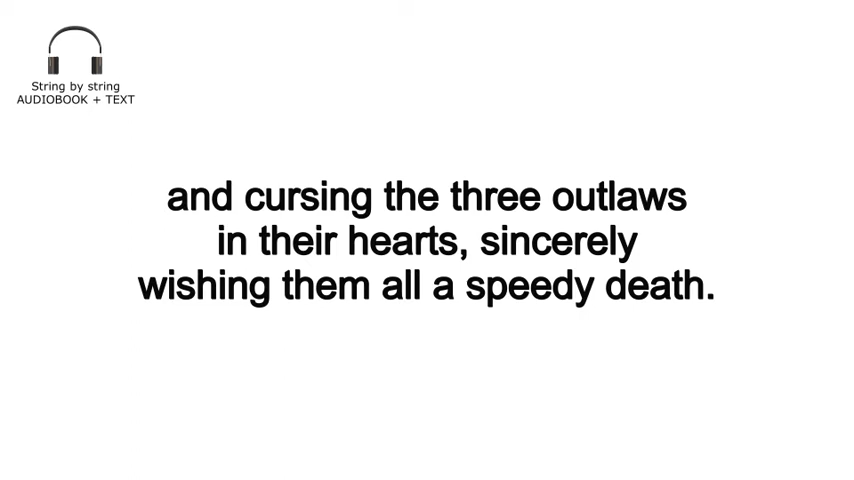 String by string
AUDIOBOOK + TEXT
and cursing the three outlaws
in their hearts, sincerely
wishing them all a speedy death.